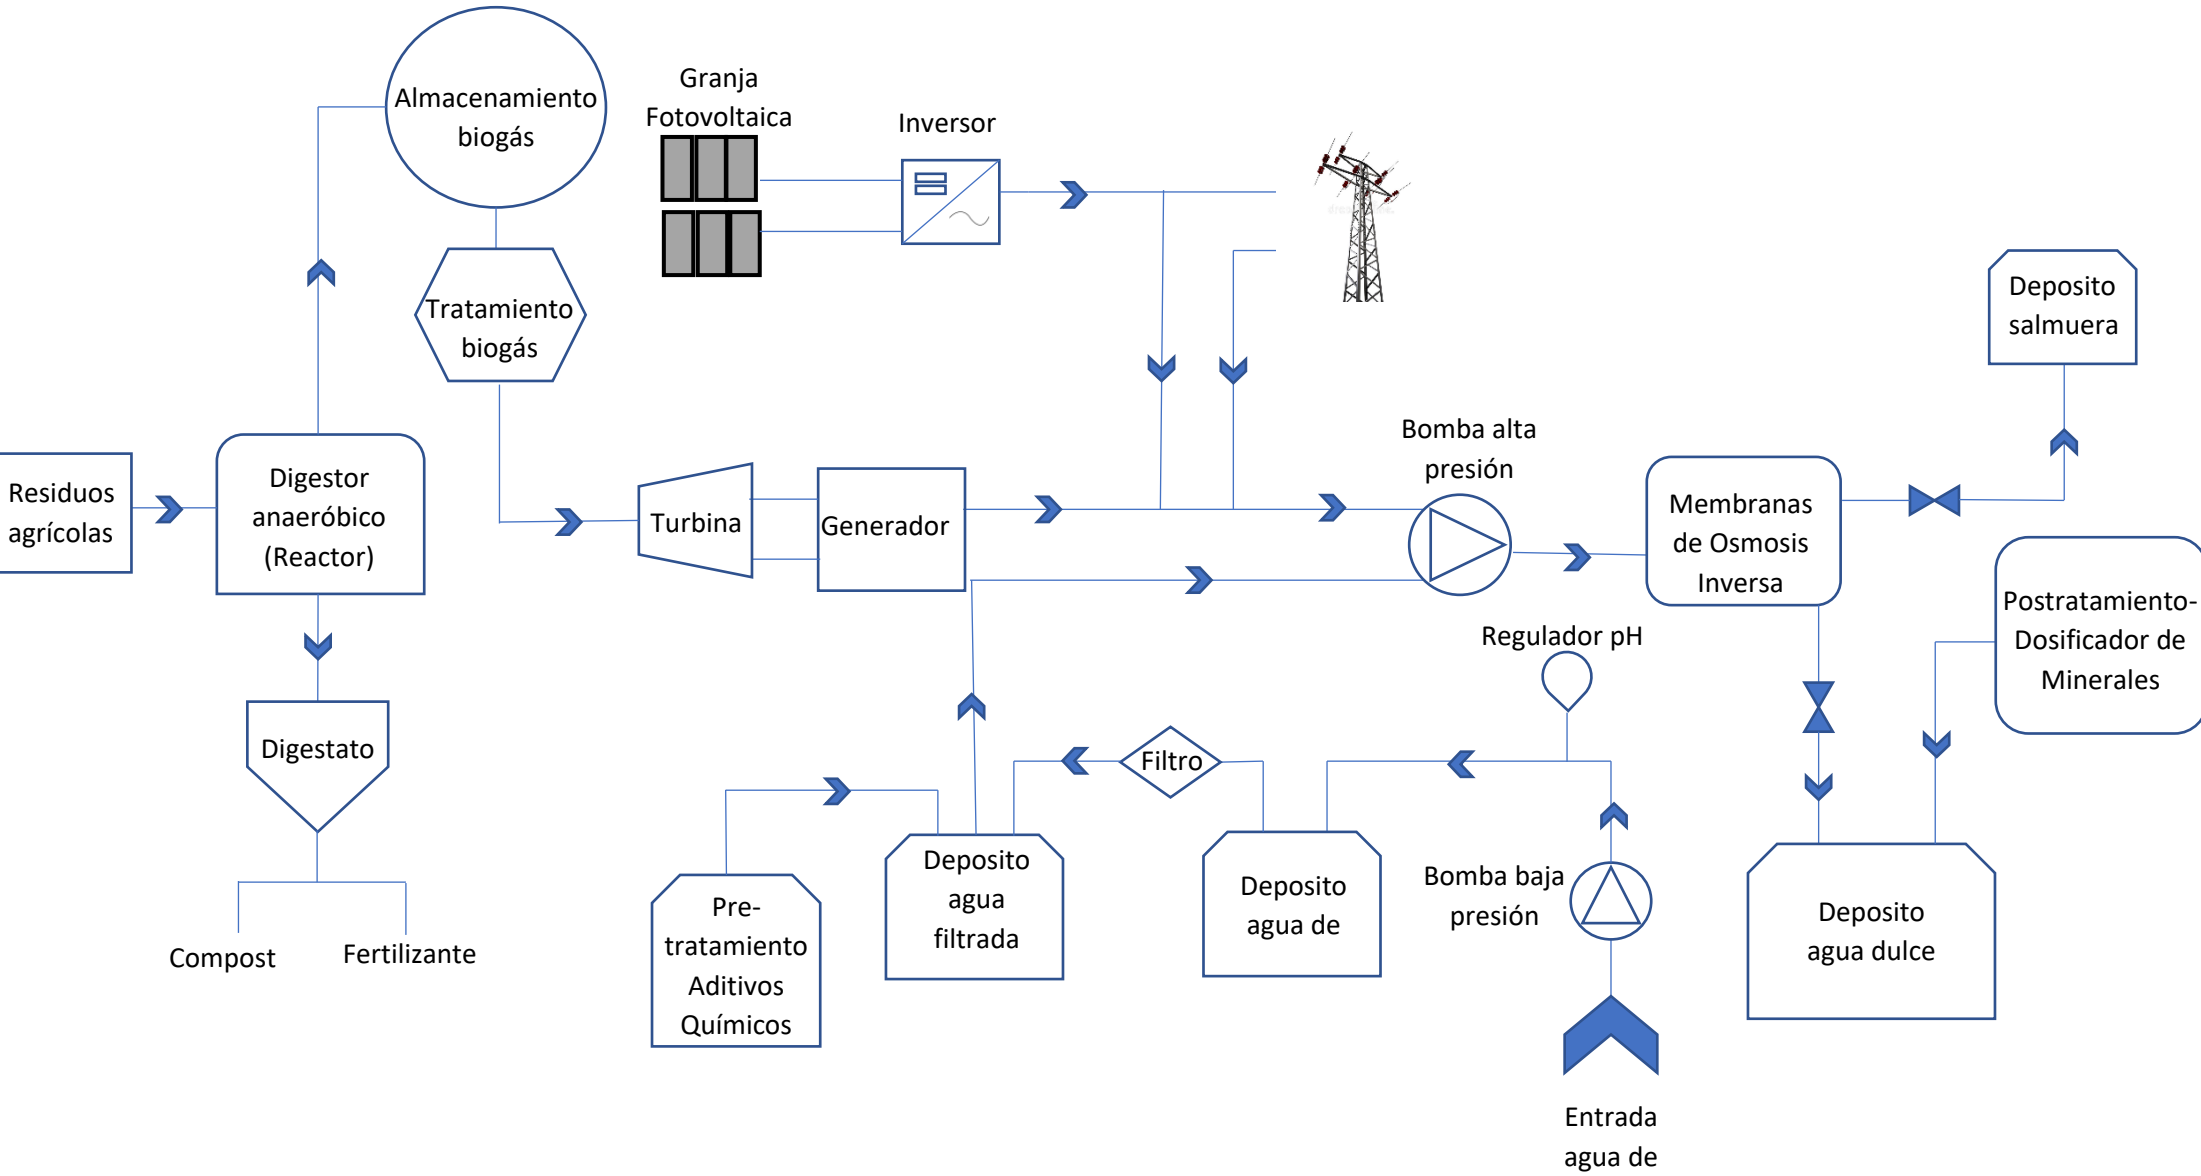 Almacenamiento
biogás
Granja
Fotovoltaica
Inversor
Tratamiento
biogás
Deposito
salmuera
Residuos
agrícolas
Digestor
anaeróbico
(Reactor)
Turbina
Generador
Bomba alta
presión
Membranas
de Osmosis
Inversa
Postratamiento-
Dosificador de
Minerales
Regulador pH
Digestato
Filtro
Compost
Fertilizante
Pre-
tratamiento
Aditivos
Químicos
Deposito
agua
filtrada
Deposito
agua de
Bomba baja
presión
Deposito
agua dulce
Entrada
agua de